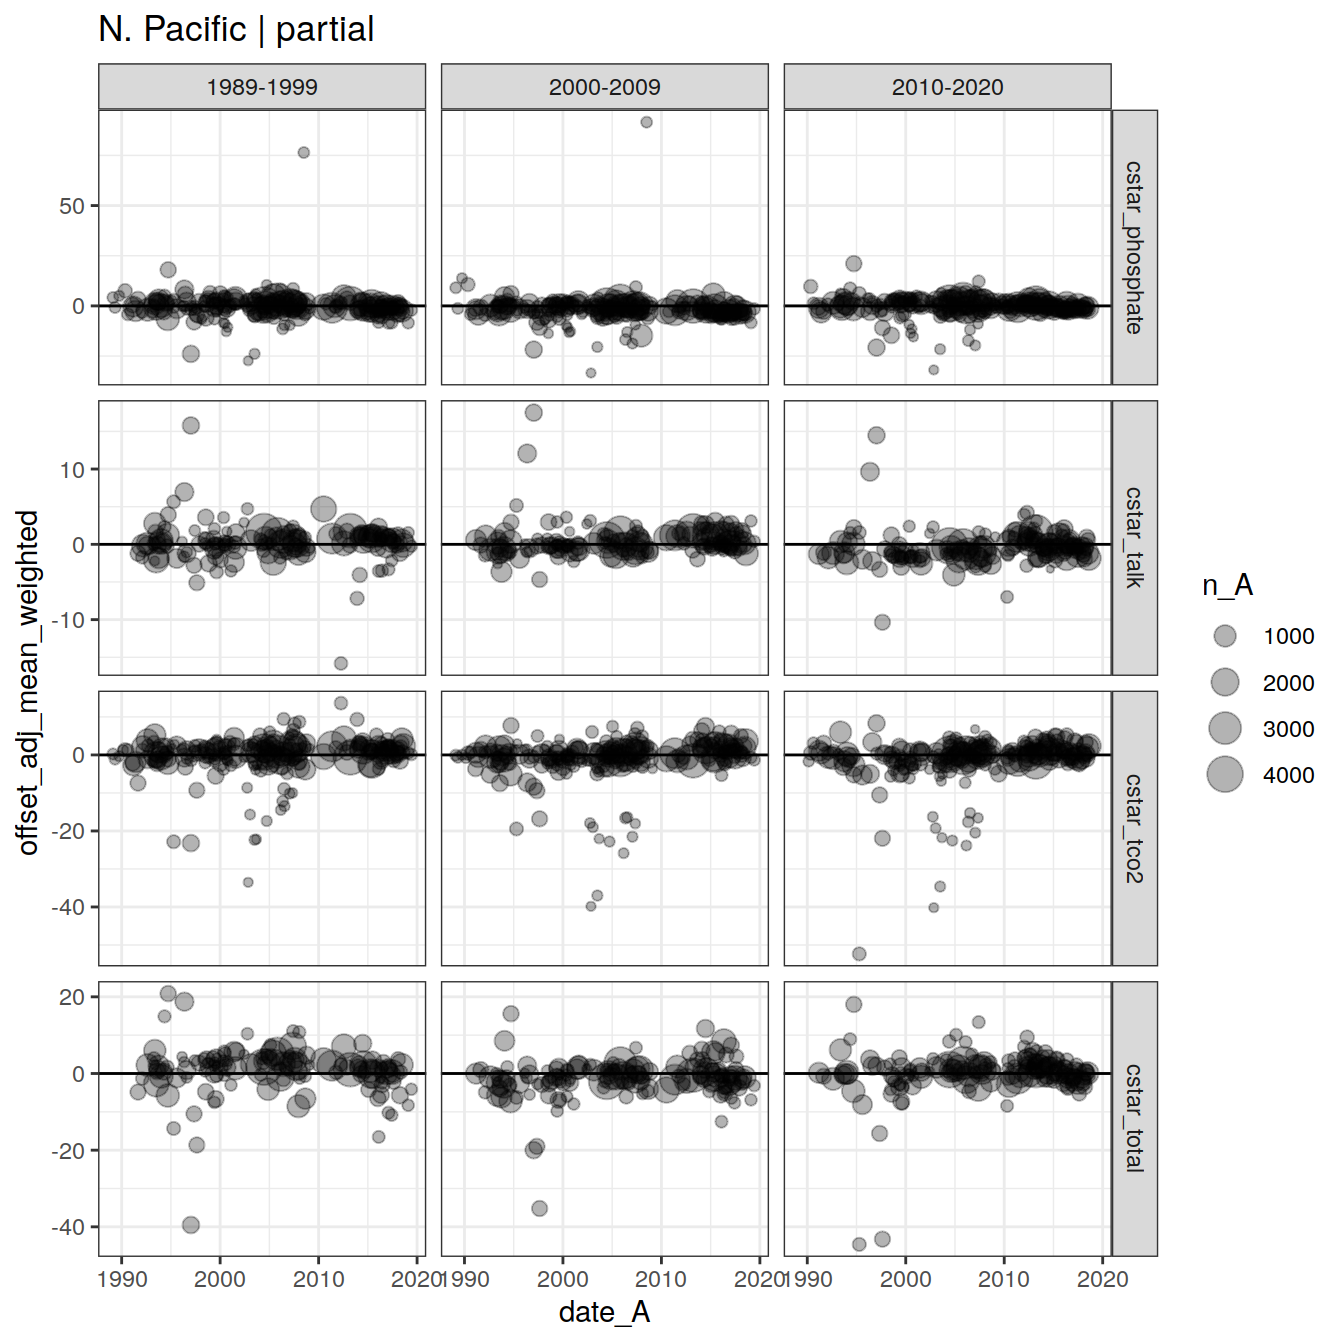 N. Pacific | partial
1989-1999 2000-2009 2010-2020
50
0
cstar_phosphate
10
0
-10
cstar_talk
0
-20
-40
cstar_tco2
20
0
-20
-40
cstar_total
1990 2000 2010 2020 1990 2000 2010 2020 1990 2000 2010 2020
date_A
offset_adj_mean_weighted
n_A
1000
2000
3000
4000